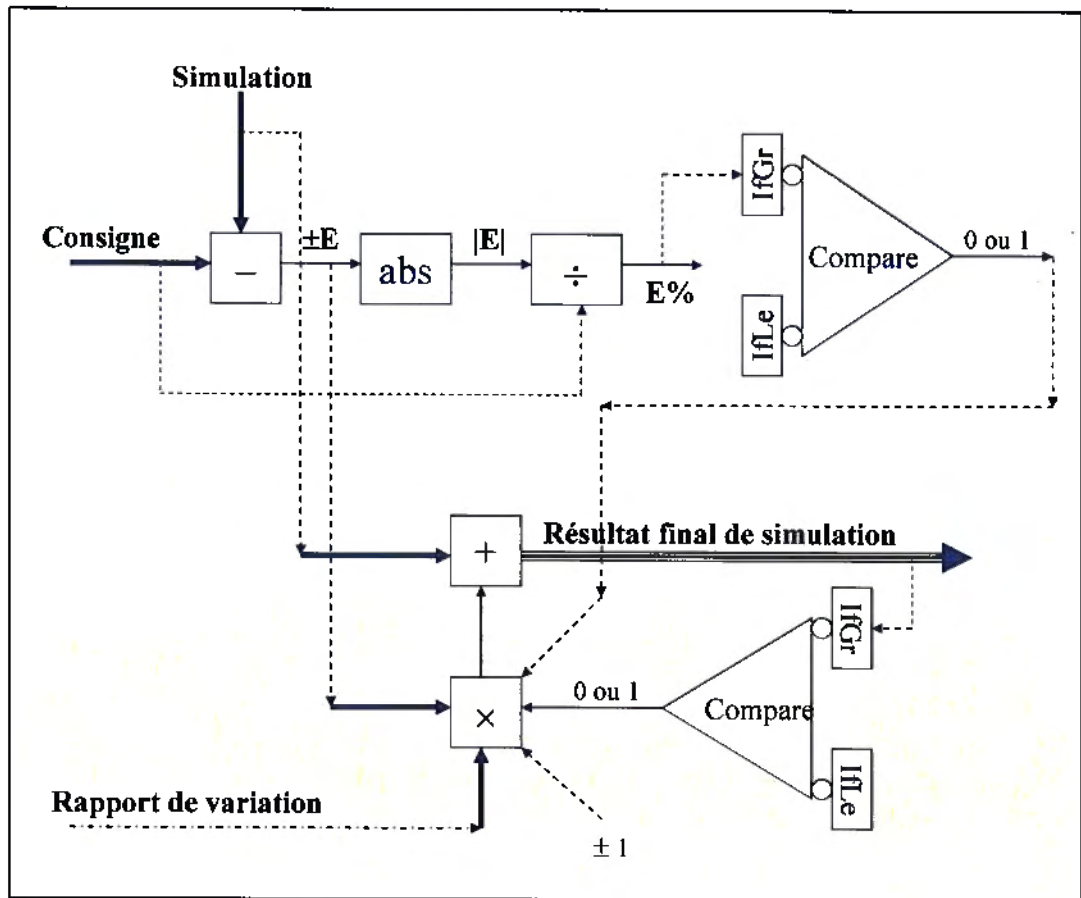 Simulation
IfGr
Consigne
±E
|E|
0 ou 1
−
abs
÷
Compare
E%
IfLe
Résultat final de simulation
+
IfGr
0 ou 1
Compare
×
IfLe
Rapport de variation
± 1